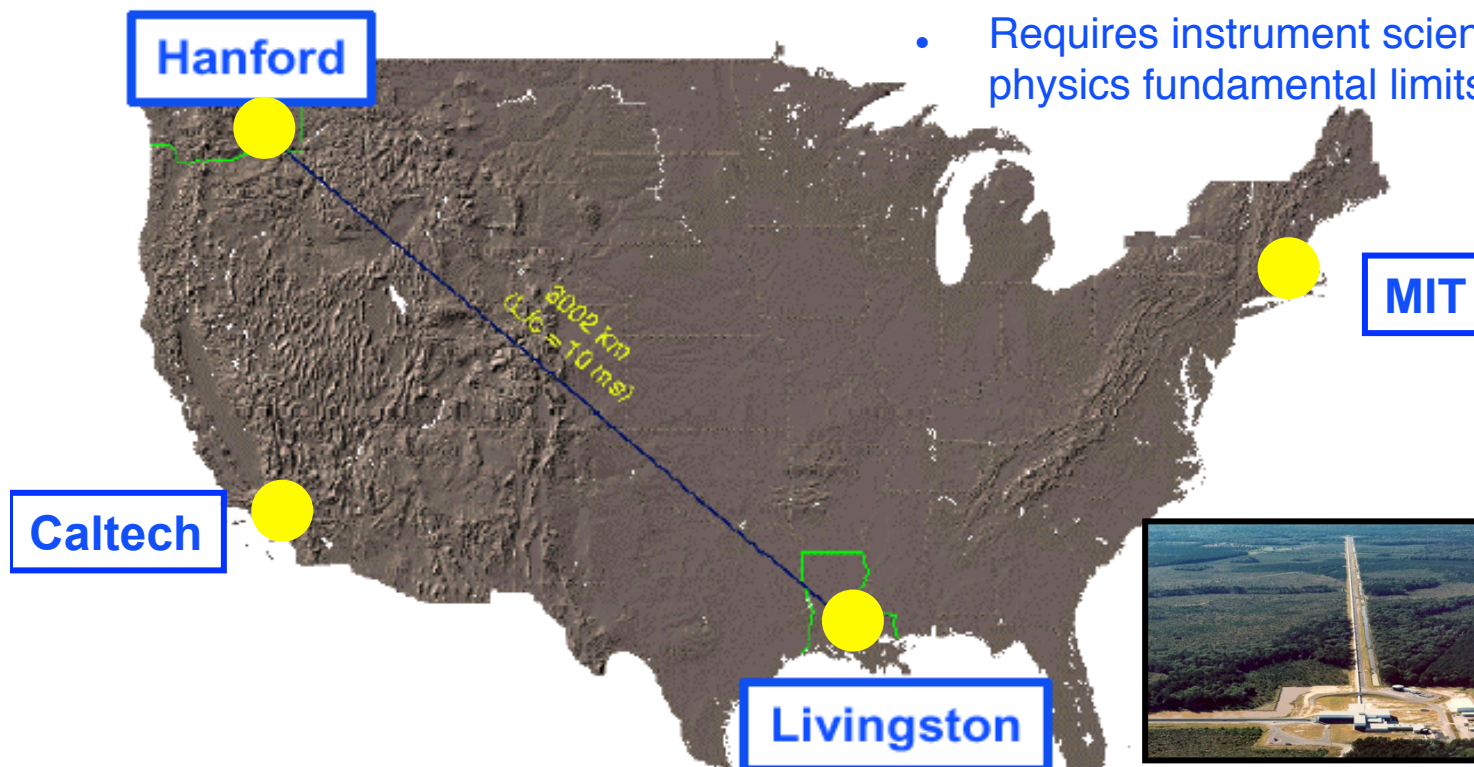 Hanford
• Requires instrument scien
physics fundamental limits
MIT
3002 km
(L/c = 10 ms)
Caltech
Livingston